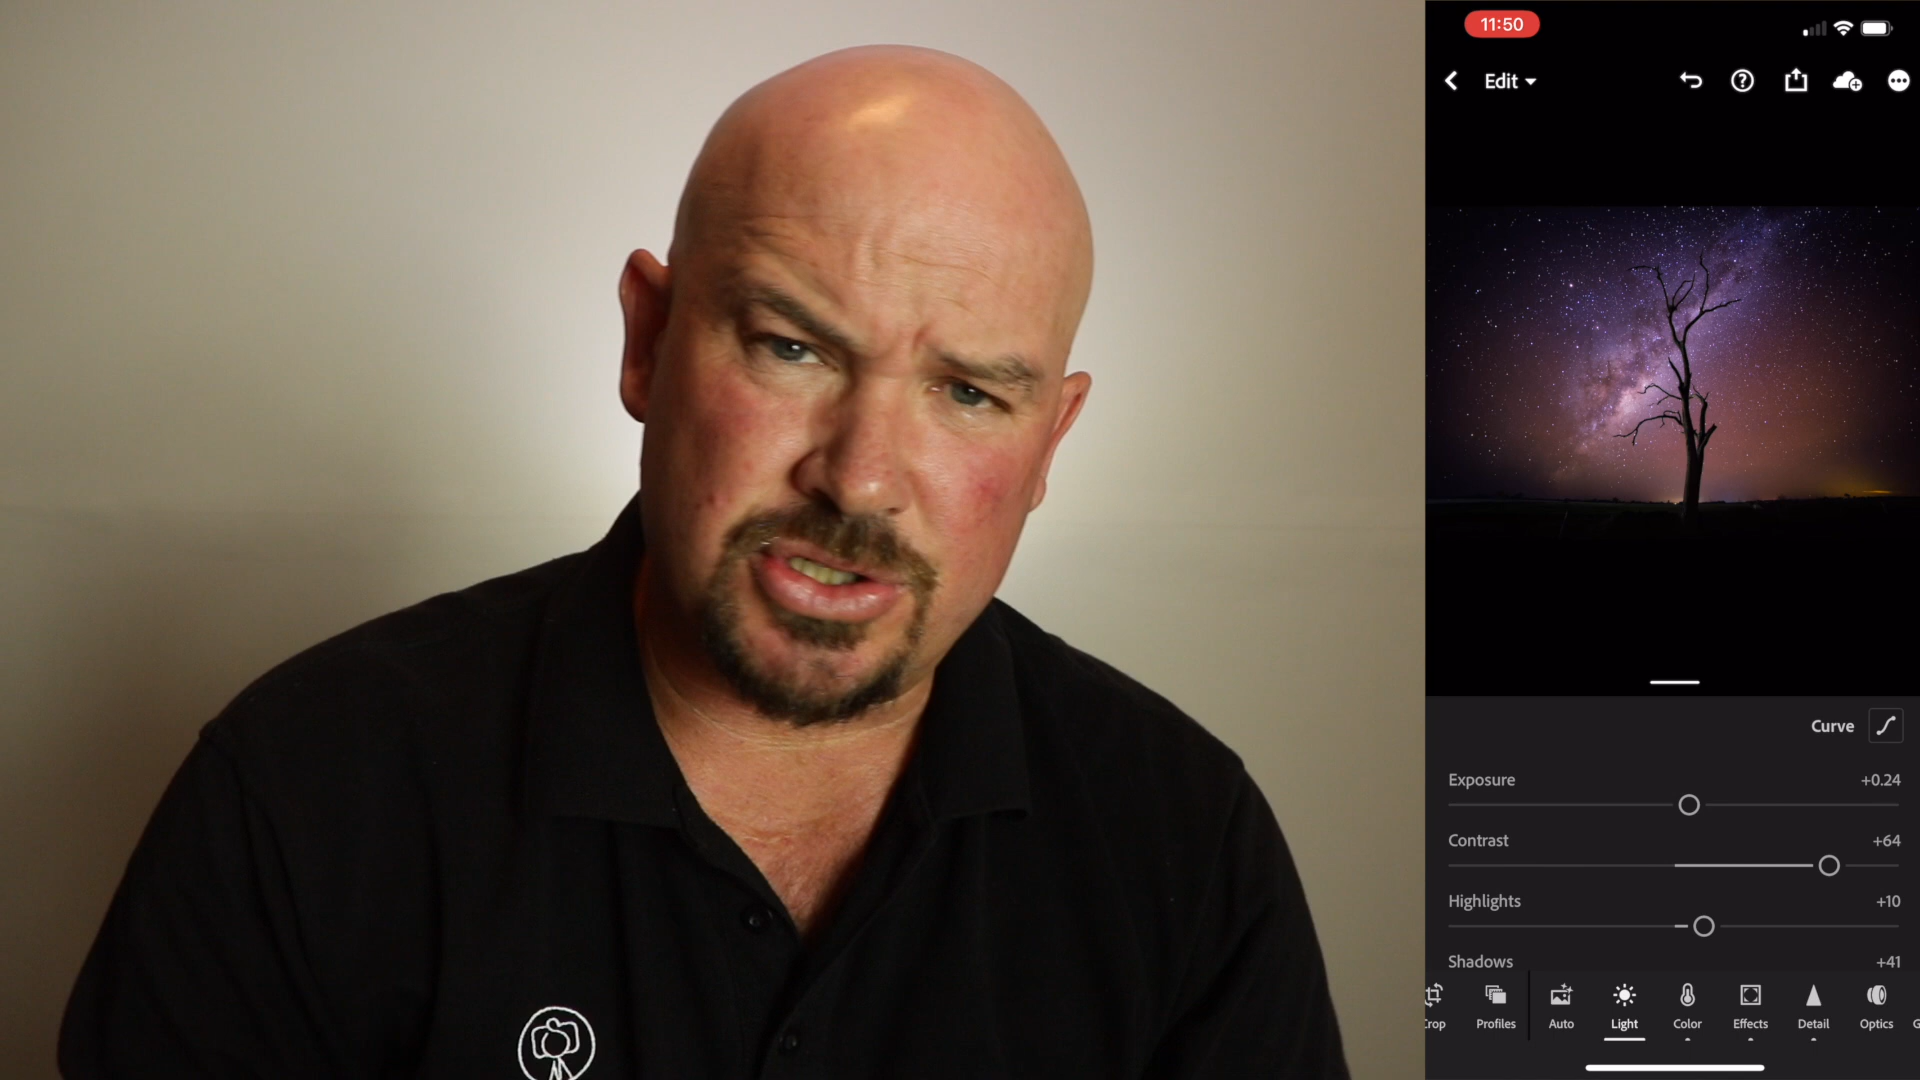 11:50
Edit
Curve
Exposure +0.24
Contrast +64
Highlights +10
Shadows +41
Crop Profiles Auto Light Color Effects Detail Optics G